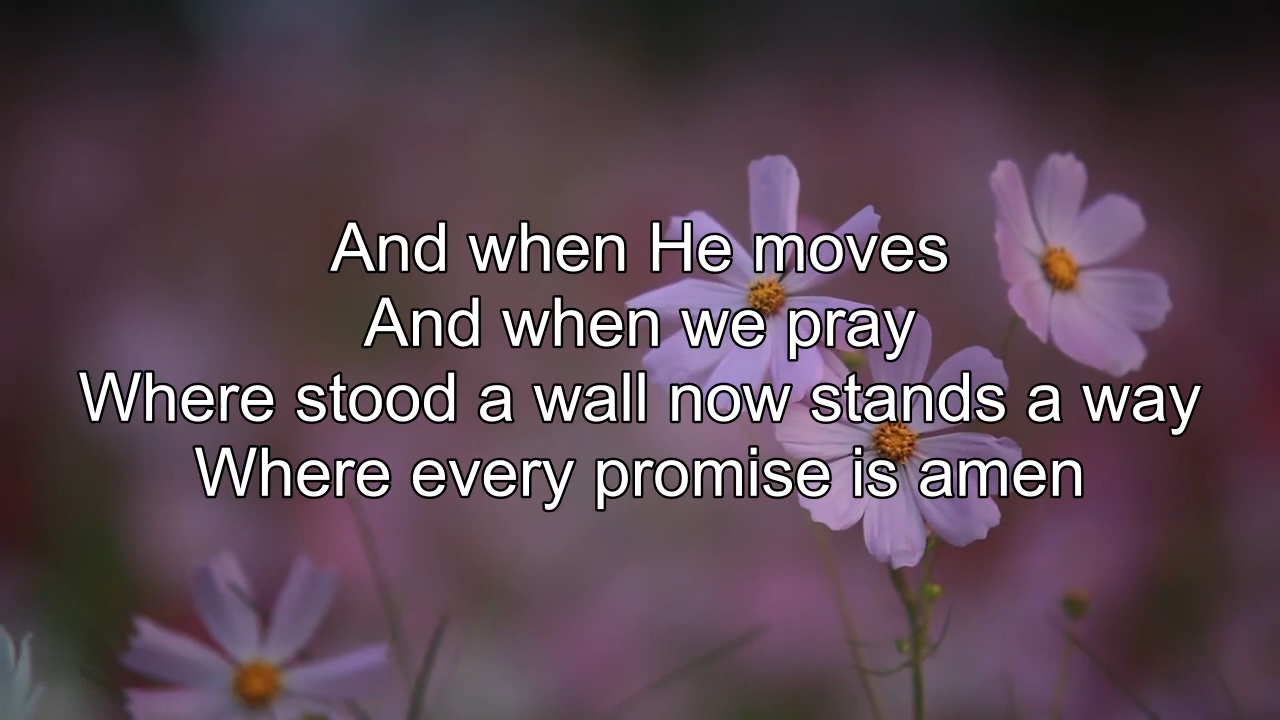 And when He moves
And when we pray
Where stood a wall now stands a way
Where every promise is amen